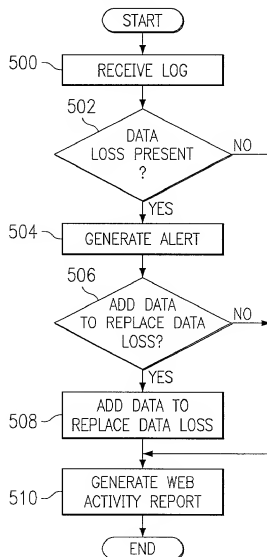 START
500
RECEIVE LOG
502
DATA
LOSS PRESENT
?
NO
YES
504
GENERATE ALERT
506
ADD DATA
TO REPLACE DATA
LOSS?
NO
YES
508
ADD DATA TO
REPLACE DATA LOSS
510
GENERATE WEB
ACTIVITY REPORT
END